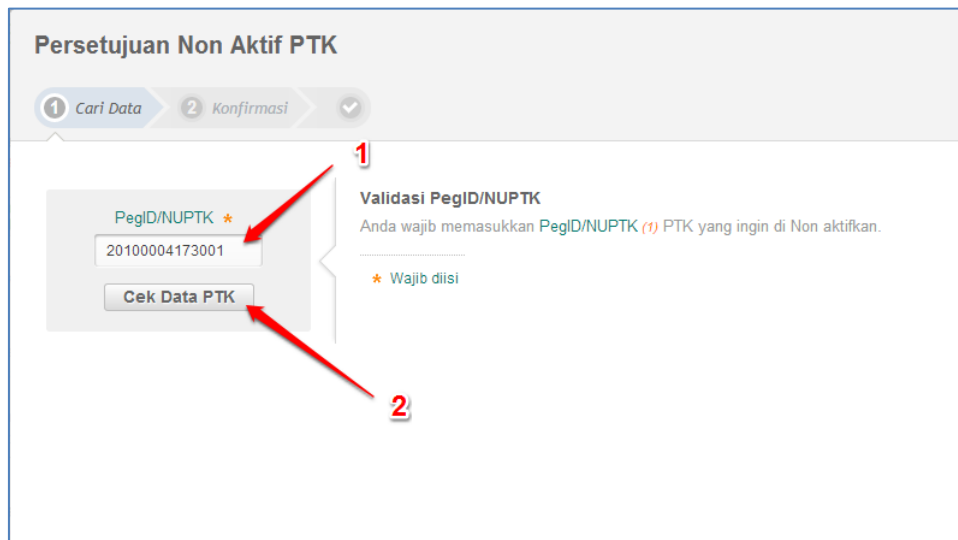 Persetujuan Non Aktif PTK
1 Cari Data 2 Konfirmasi
1
PegID/NUPTK *
20100004173001
Cek Data PTK
Validasi PegID/NUPTK
Anda wajib memasukkan PegID/NUPTK (1) PTK yang ingin di Non aktifkan.
* Wajib diisi
2